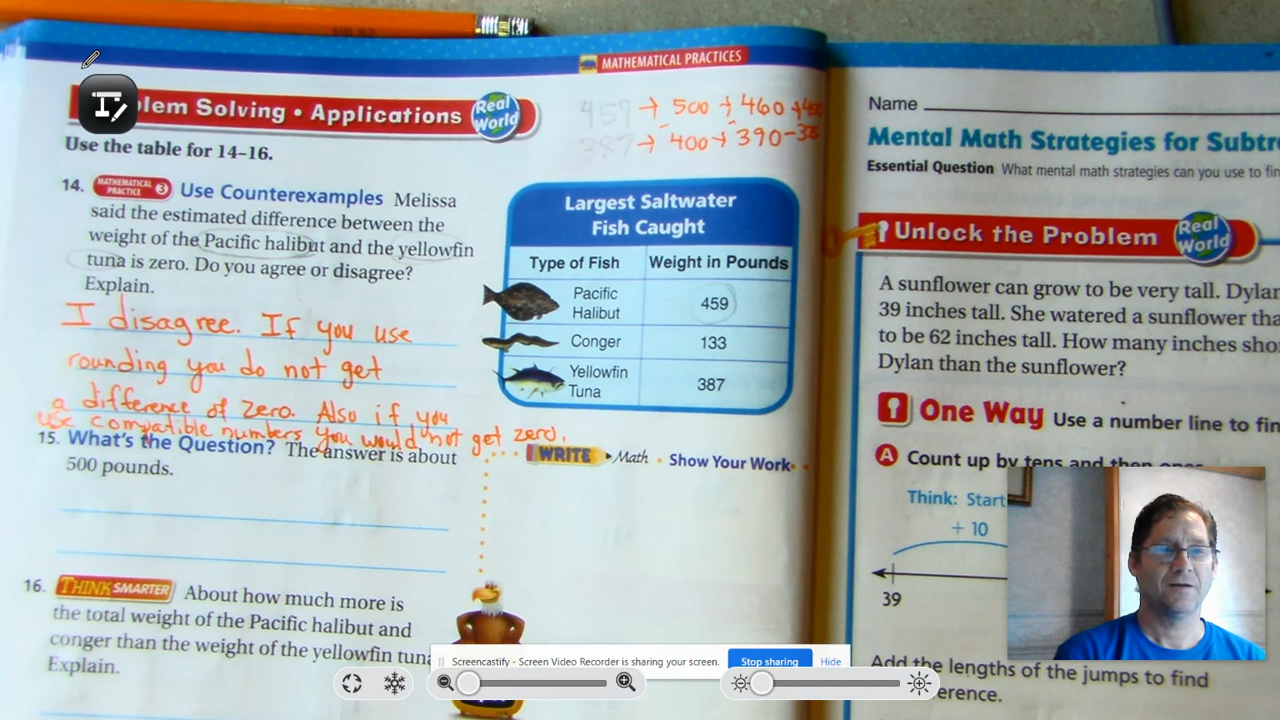 MATHEMATICAL PRACTICES
blem Solving • Applications Real World
459 → 500 → 460 →
387 → 400 → 390 -
Use the table for 14–16.
14. MATHEMATICAL PRACTICE 3 Use Counterexamples Melissa
said the estimated difference between the
weight of the Pacific halibut and the yellowfin
tuna is zero. Do you agree or disagree?
Explain.
I disagree. If you use
rounding you do not get
a difference of zero. Also if you
use compatible numbers you would not get zero.
Largest Saltwater
Fish Caught
Type of Fish Weight in Pounds
Pacific Halibut 459
Conger 133
Yellowfin Tuna 387
15. What's the Question? The answer is about
500 pounds.
WRITE Math • Show Your Work
16. THINK SMARTER About how much more is
the total weight of the Pacific halibut and
conger than the weight of the yellowfin tuna
Explain.
Name
Mental Math Strategies for Subtr
Essential Question What mental math strategies can you use to fin
Unlock the Problem Real World
A sunflower can grow to be very tall. Dylan
39 inches tall. She watered a sunflower tha
to be 62 inches tall. How many inches sho
Dylan than the sunflower?
One Way Use a number line to fin
A Count up by tens and then ones
Think: Start
+ 10
39
Add the lengths of the jumps to find
erence.
Screencastify - Screen Video Recorder is sharing your screen. Stop sharing Hide